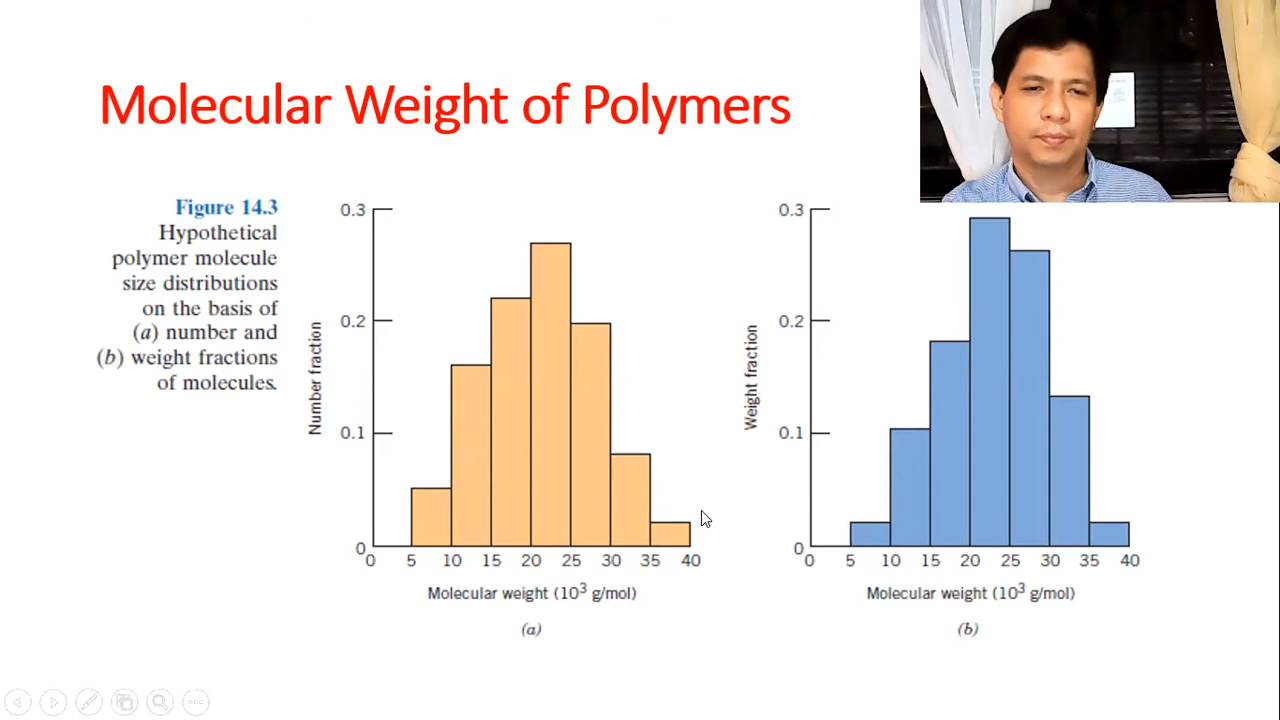 Molecular Weight of Polymers
Figure 14.3
Hypothetical
polymer molecule
size distributions
on the basis of
(a) number and
(b) weight fractions
of molecules.
Number fraction
0.3
0.2
0.1
0
0 5 10 15 20 25 30 35 40
Molecular weight (10³ g/mol)
(a)
Weight fraction
0.3
0.2
0.1
0
0 5 10 15 20 25 30 35 40
Molecular weight (10³ g/mol)
(b)